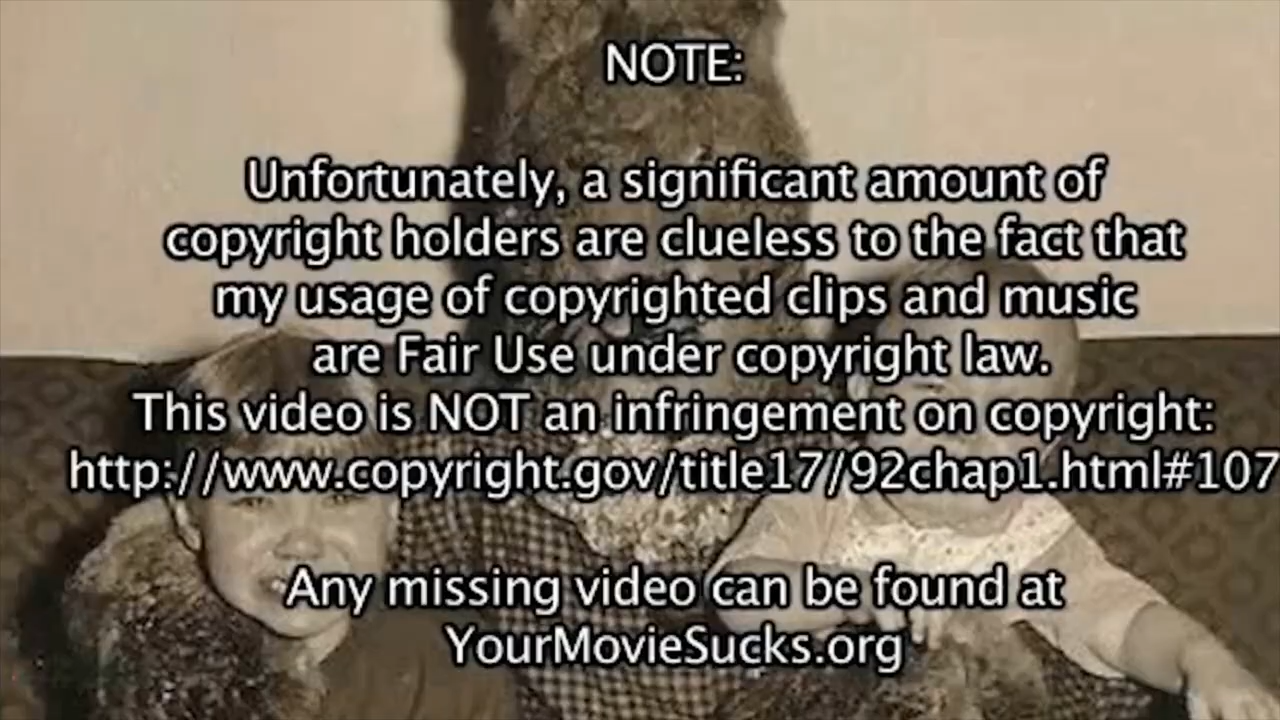 NOTE:
Unfortunately, a significant amount of
copyright holders are clueless to the fact that
my usage of copyrighted clips and music
are Fair Use under copyright law.
This video is NOT an infringement on copyright:
http://www.copyright.gov/title17/92chap1.html#107
Any missing video can be found at
YourMovieSucks.org